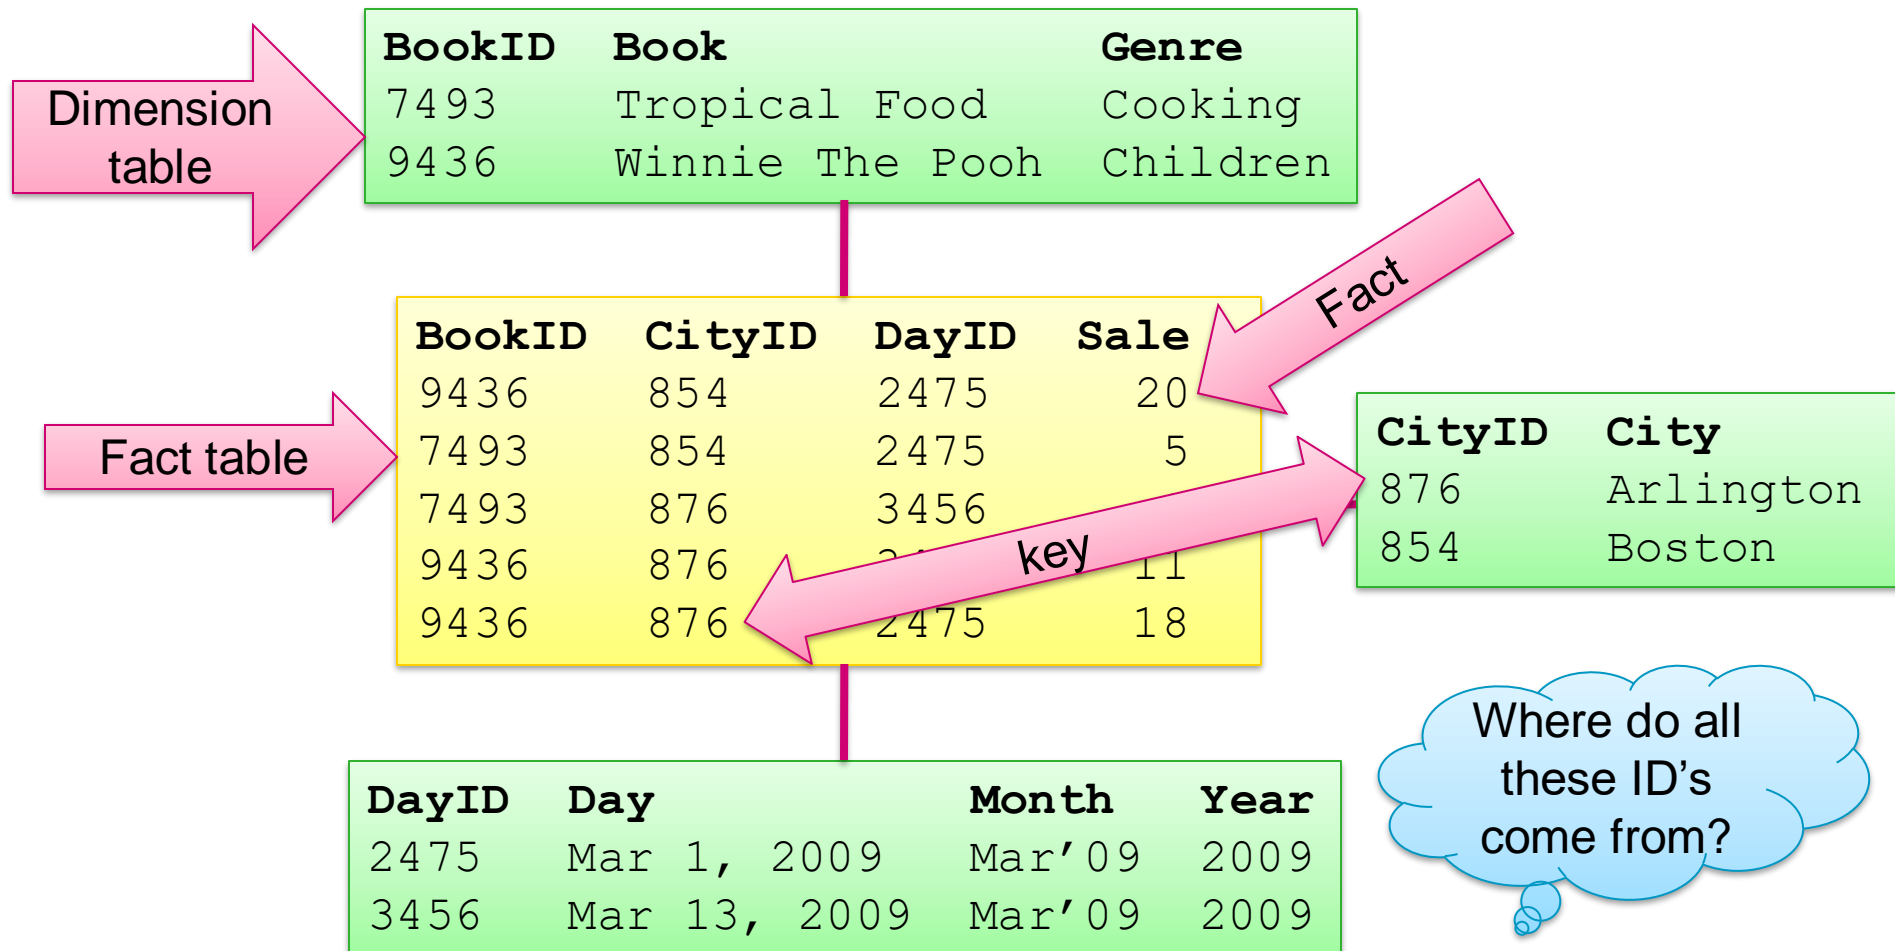 BookID Book Genre
7493 Tropical Food Cooking
9436 Winnie The Pooh Children
Dimension
table
Fact
BookID CityID DayID Sale
9436 854 2475 20
7493 854 2475 5
7493 876 3456
9436 876 11
9436 876 2475 18
Fact table
key
CityID City
876 Arlington
854 Boston
Where do all
these ID’s
come from?
DayID Day Month Year
2475 Mar 1, 2009 Mar’09 2009
3456 Mar 13, 2009 Mar’09 2009